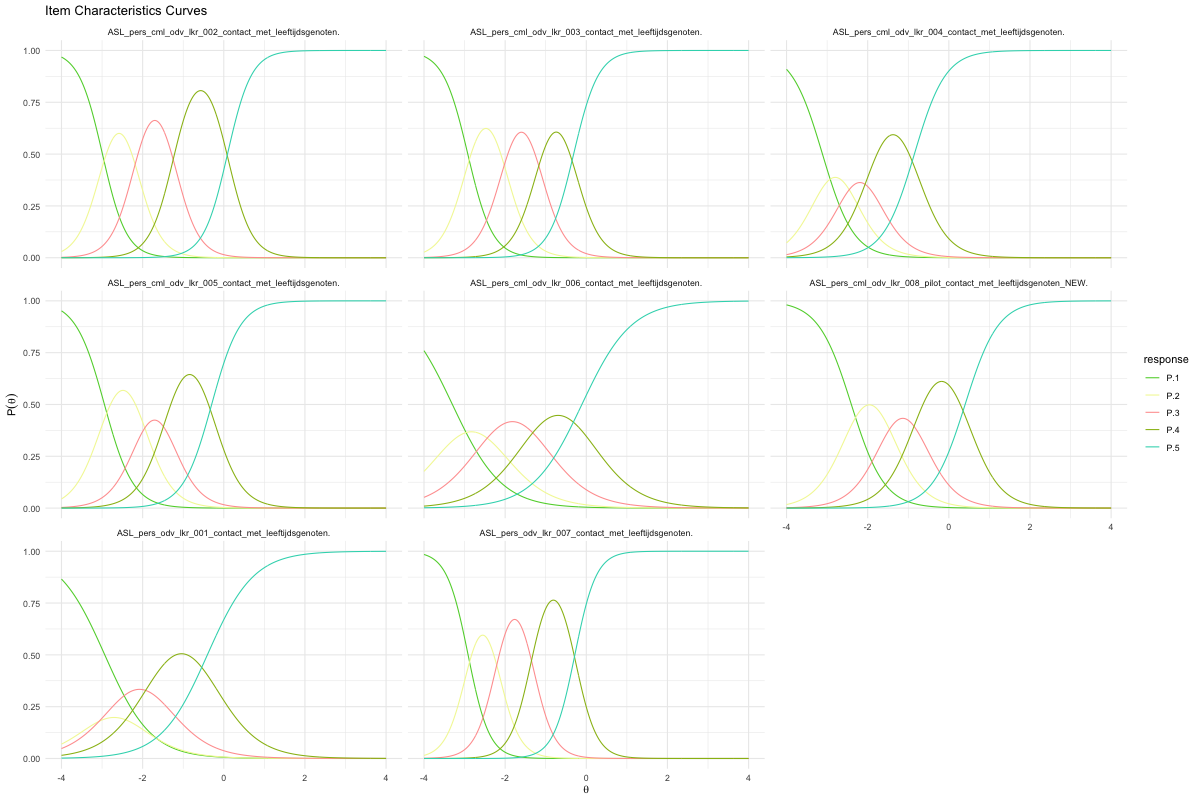 Item Characteristics Curves
ASL_pers_cml_odv_lkr_002_contact_met_leeftijdsgenoten.
ASL_pers_cml_odv_lkr_003_contact_met_leeftijdsgenoten.
ASL_pers_cml_odv_lkr_004_contact_met_leeftijdsgenoten.
1.00
0.75
0.50
0.25
0.00
ASL_pers_cml_odv_lkr_005_contact_met_leeftijdsgenoten.
ASL_pers_cml_odv_lkr_006_contact_met_leeftijdsgenoten.
ASL_pers_cml_odv_lkr_008_pilot_contact_met_leeftijdsgenoten_NEW.
1.00
0.75
0.50
0.25
0.00
P(θ)
-4 -2 0 2 4
ASL_pers_odv_lkr_001_contact_met_leeftijdsgenoten.
ASL_pers_odv_lkr_007_contact_met_leeftijdsgenoten.
1.00
0.75
0.50
0.25
0.00
-4 -2 0 2 4
-4 -2 0 2 4
θ
response
P.1
P.2
P.3
P.4
P.5